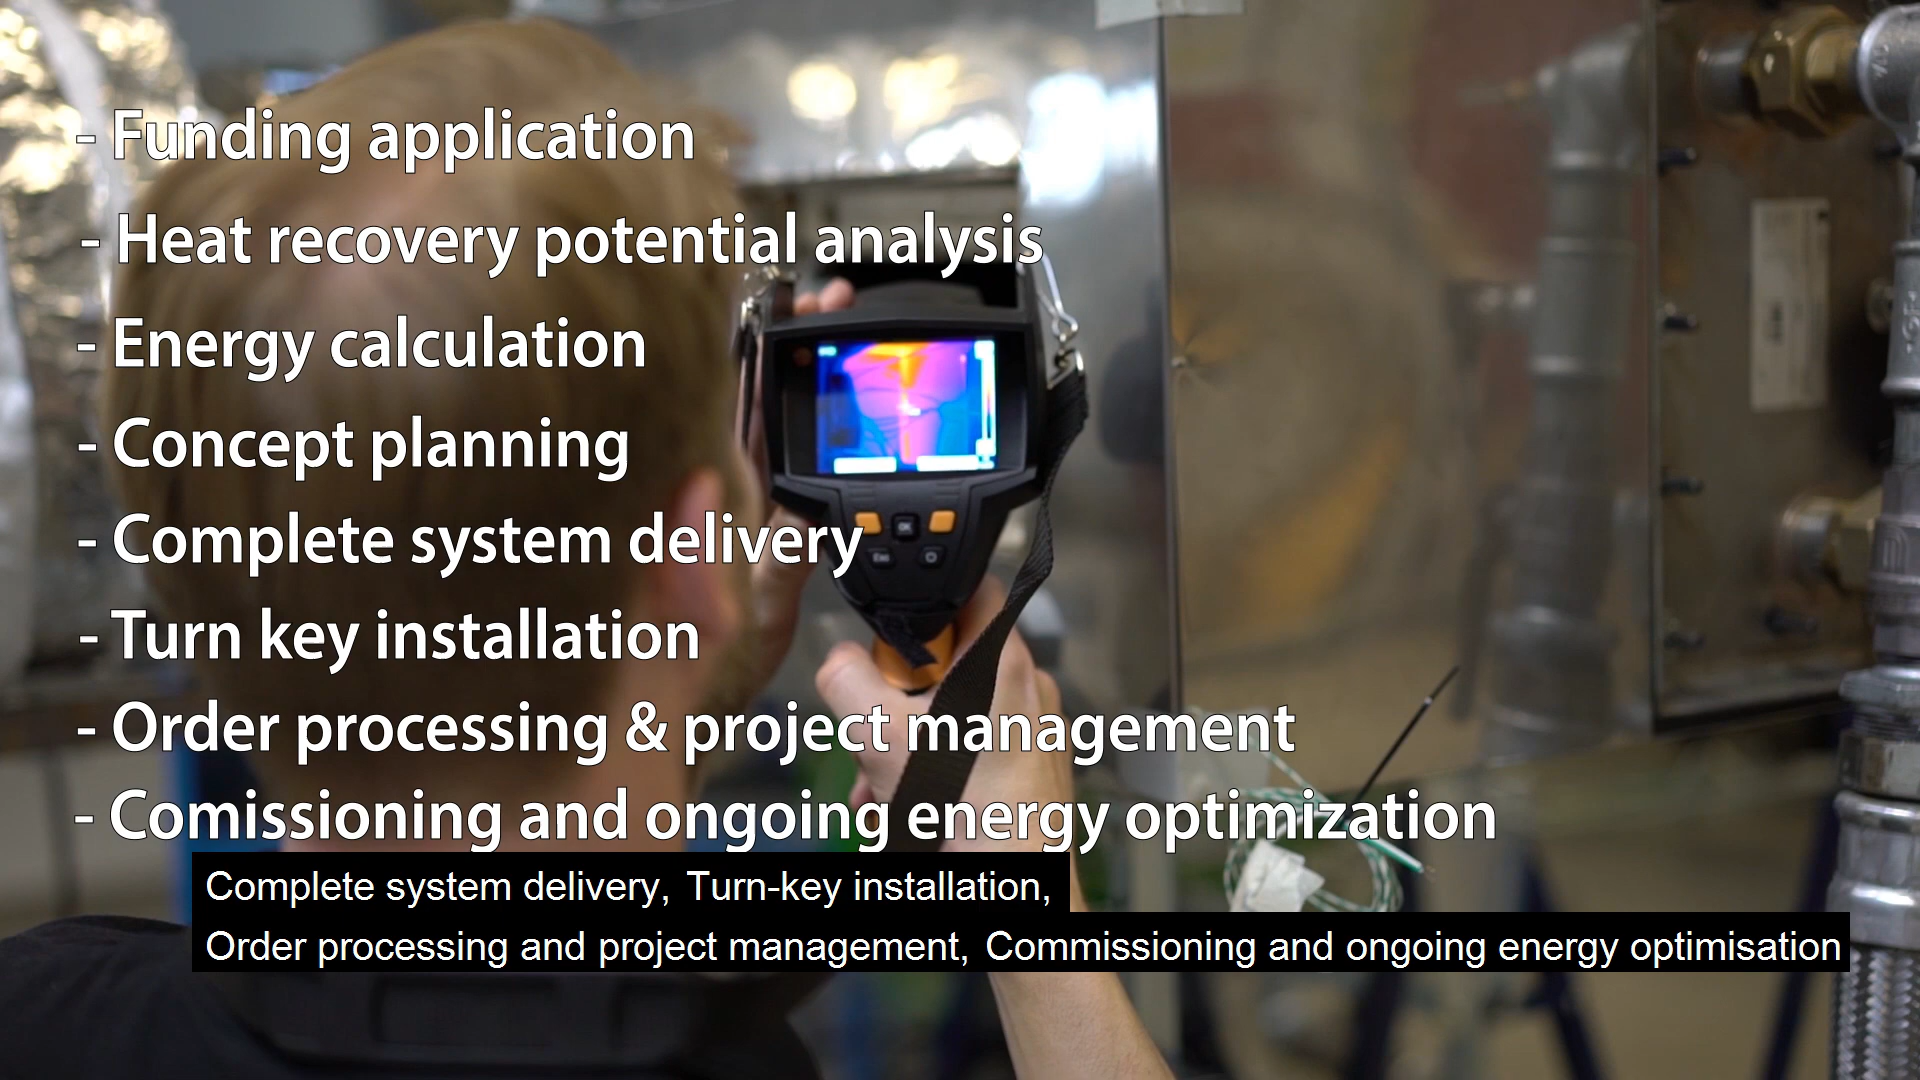 - Funding application
- Heat recovery potential analysis
- Energy calculation
- Concept planning
- Complete system delivery
- Turn key installation
- Order processing & project management
- Comissioning and ongoing energy optimization
Complete system delivery, Turn-key installation,
Order processing and project management, Commissioning and ongoing energy optimisation
OK
Esc